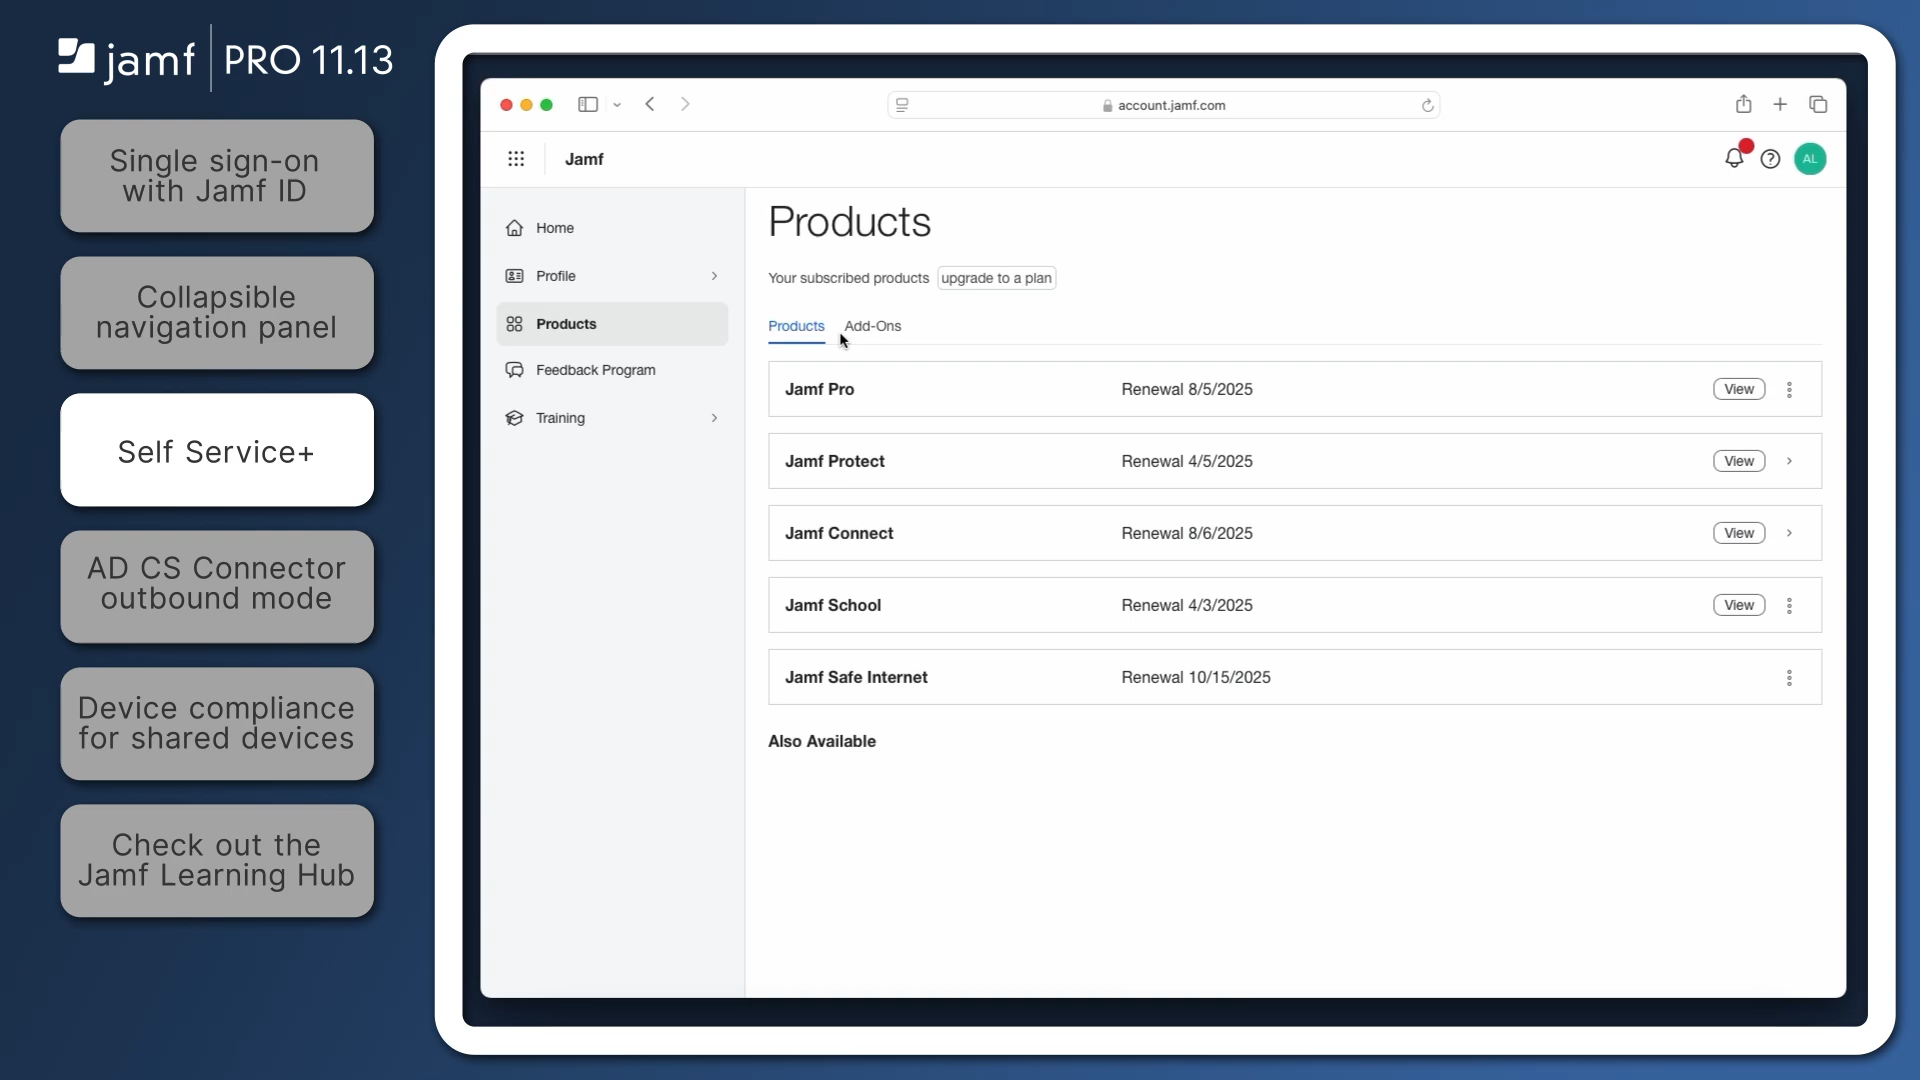 jamf | PRO 11.13
Single sign-on
with Jamf ID
Collapsible
navigation panel
Self Service+
AD CS Connector
outbound mode
Device compliance
for shared devices
Check out the
Jamf Learning Hub
account.jamf.com
Jamf
AL
Home
Profile
Products
Feedback Program
Training
Products
Your subscribed products upgrade to a plan
Products Add-Ons
Jamf Pro Renewal 8/5/2025 View
Jamf Protect Renewal 4/5/2025 View
Jamf Connect Renewal 8/6/2025 View
Jamf School Renewal 4/3/2025 View
Jamf Safe Internet Renewal 10/15/2025
Also Available